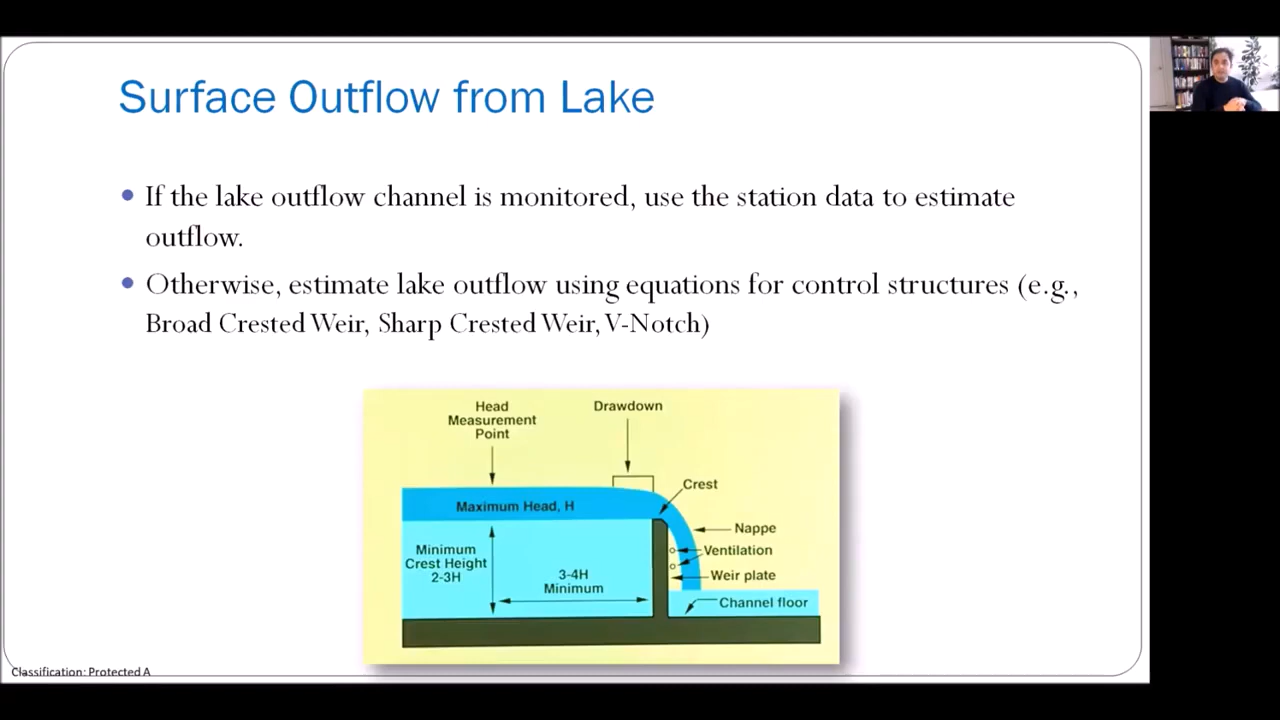 Surface Outflow from Lake
If the lake outflow channel is monitored, use the station data to estimate
outflow.
Otherwise, estimate lake outflow using equations for control structures (e.g.,
Broad Crested Weir, Sharp Crested Weir, V-Notch)
Head
Measurement
Point
Drawdown
Crest
Maximum Head, H
Nappe
Minimum
Crest Height
2-3H
Ventilation
3-4H
Minimum
Weir plate
Channel floor
Classification: Protected A